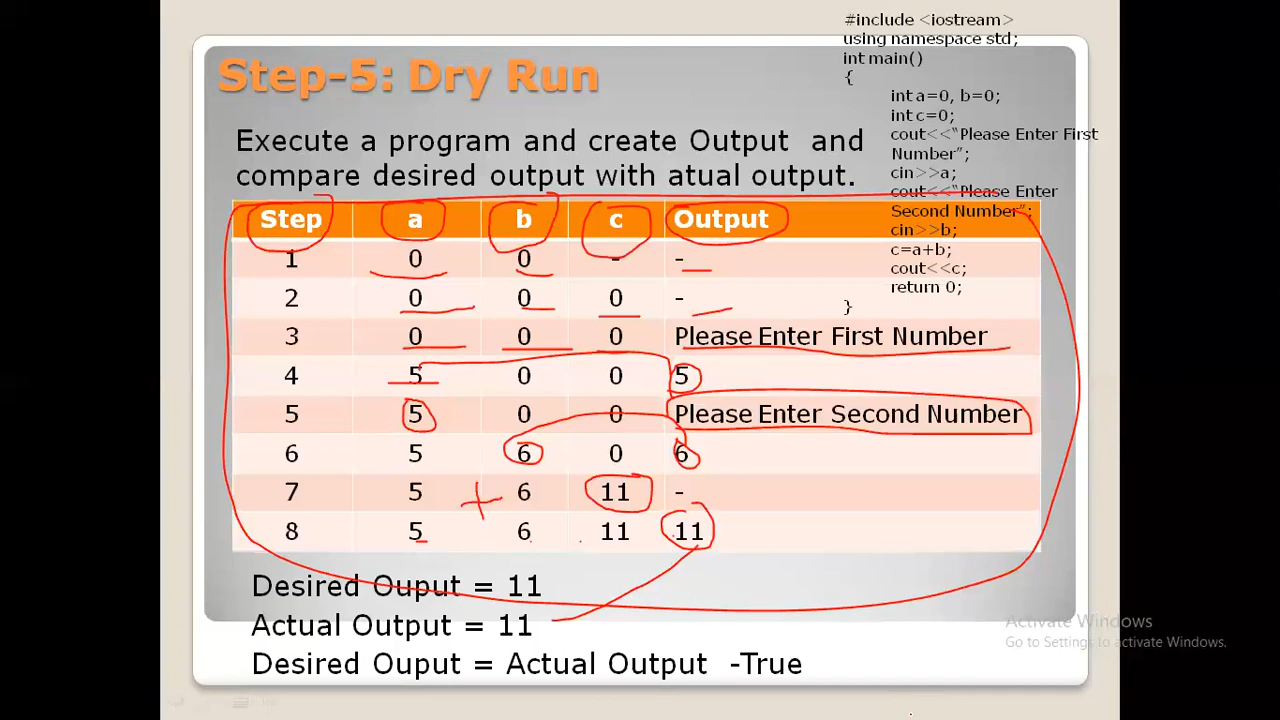 Step-5: Dry Run
Execute a program and create Output and
compare desired output with atual output.
#include <iostream>
using namespace std;
int main()
{
int a=0, b=0;
int c=0;
cout<<"Please Enter First
Number";
cin>>a;
cout<<"Please Enter
Second Number";
cin>>b;
c=a+b;
cout<<c;
return 0;
}
Step a b c Output
1 0 0 - -
2 0 0 0 -
3 0 0 0 Please Enter First Number
4 5 0 0 5
5 5 0 0 Please Enter Second Number
6 5 6 0 6
7 5 + 6 11 -
8 5 6 11 11
Desired Ouput = 11
Actual Output = 11
Desired Ouput = Actual Output -True
Activate Windows
Go to Settings to activate Windows.